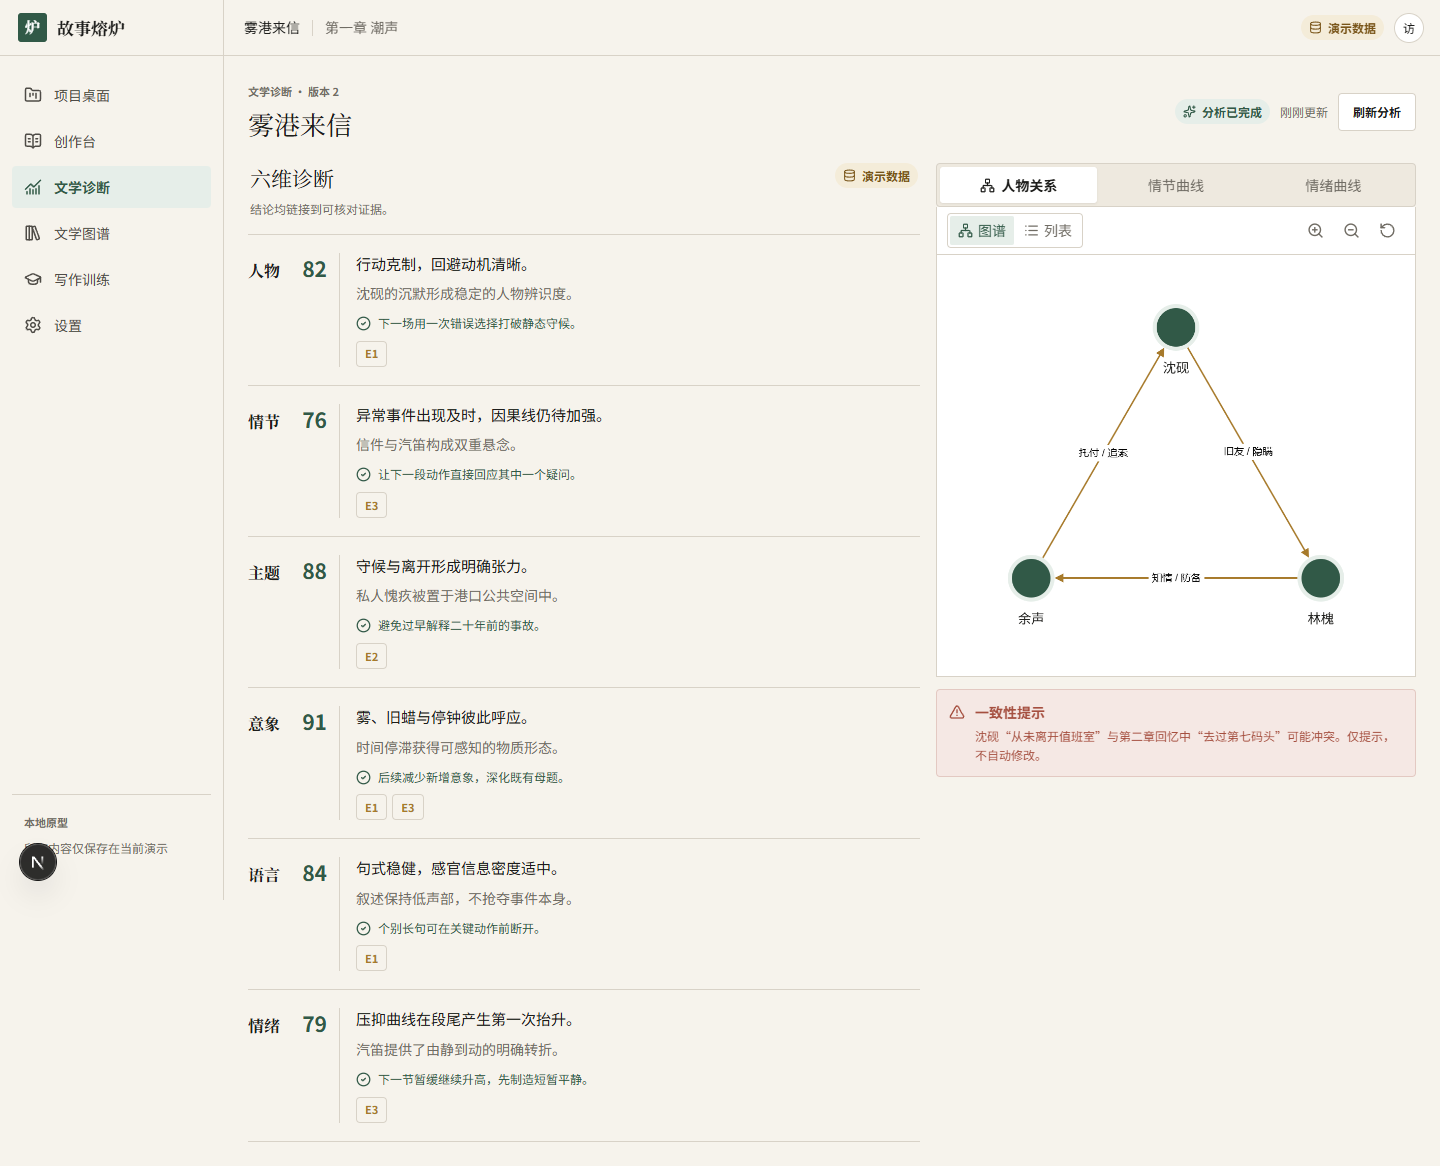 炉 故事熔炉
雾港来信 第一章 潮声
演示数据 访
项目桌面
创作台
文学诊断
文学图谱
写作训练
设置
本地原型
内容仅保存在当前演示
N
文学诊断 · 版本 2
雾港来信
分析已完成 刚刚更新 刷新分析
六维诊断
演示数据
结论均链接到可核对证据。
人物 82
行动克制，回避动机清晰。
沈砚的沉默形成稳定的人物辨识度。
下一场用一次错误选择打破静态守候。
E1
情节 76
异常事件出现及时，因果线仍待加强。
信件与汽笛构成双重悬念。
让下一段动作直接回应其中一个疑问。
E3
主题 88
守候与离开形成明确张力。
私人愧疚被置于港口公共空间中。
避免过早解释二十年前的事故。
E2
意象 91
雾、旧蜡与停钟彼此呼应。
时间停滞获得可感知的物质形态。
后续减少新增意象，深化既有母题。
E1 E3
语言 84
句式稳健，感官信息密度适中。
叙述保持低声部，不抢夺事件本身。
个别长句可在关键动作前断开。
E1
情绪 79
压抑曲线在段尾产生第一次抬升。
汽笛提供了由静到动的明确转折。
下一节暂缓继续升高，先制造短暂平静。
E3
人物关系 情节曲线 情绪曲线
图谱 列表
沈砚
托付 / 追索 旧友 / 隐瞒
知情 / 防备
余声 林槐
一致性提示
沈砚“从未离开值班室”与第二章回忆中“去过第七码头”可能冲突。仅提示，
不自动修改。